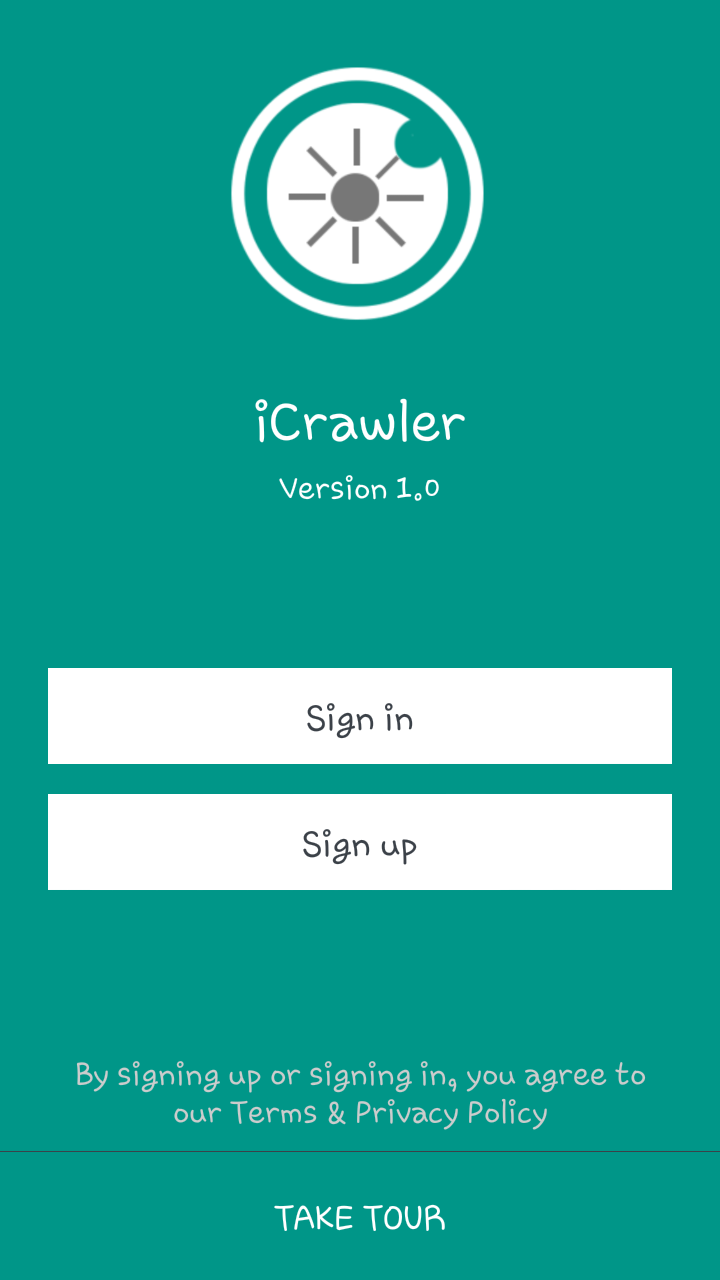 iCrawler
Version 1.0
Sign in
Sign up
By signing up or signing in, you agree to
our Terms & Privacy Policy
TAKE TOUR